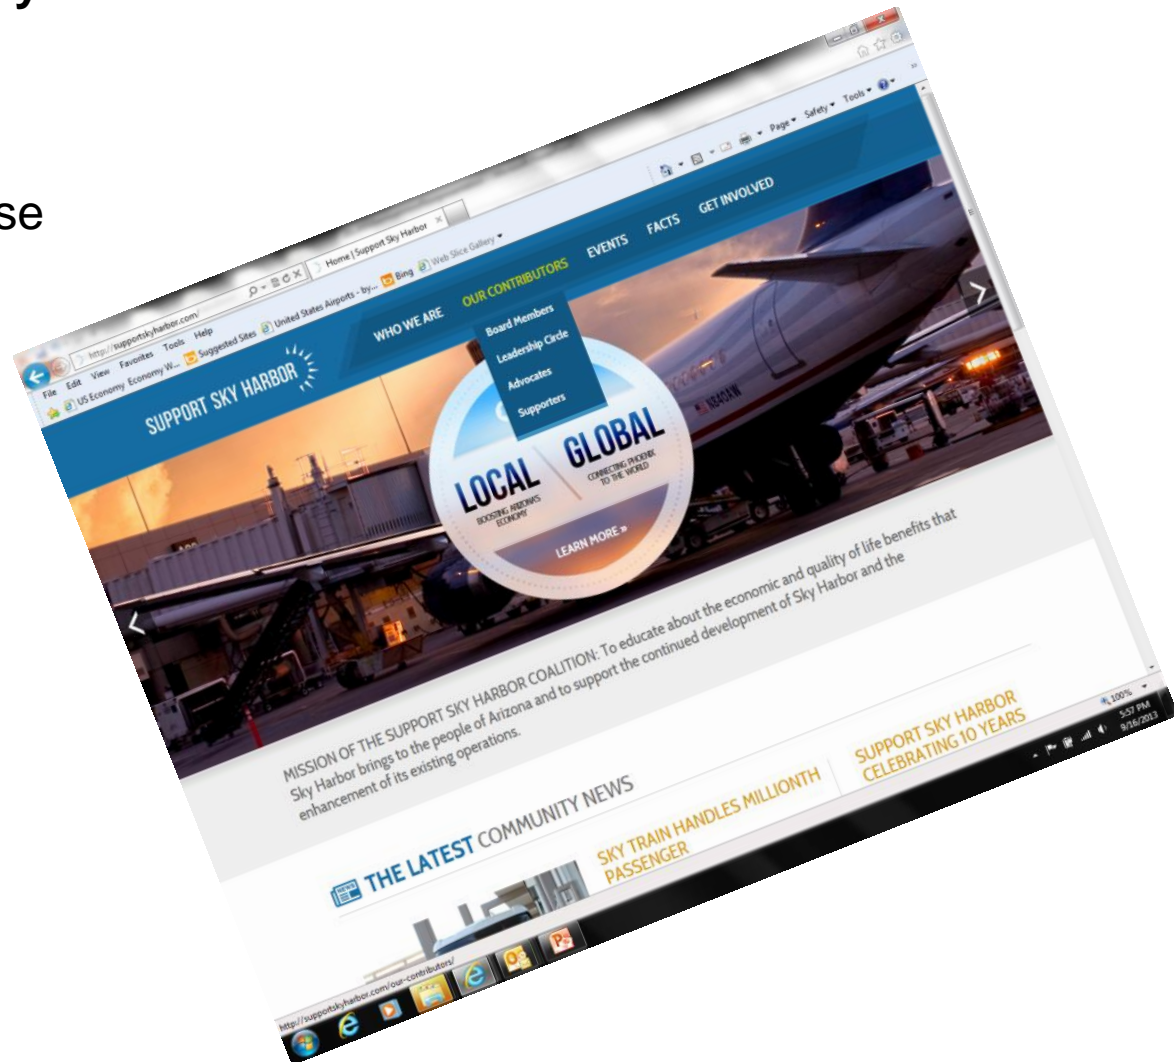 y
se
Home | Support Sky Harbor
http://supportskyharbor.com/
File Edit View Favorites Tools Help
US Economy Economy W... Suggested Sites United States Airports - by... Bing Web Slice Gallery
Page Safety Tools
SUPPORT SKY HARBOR
WHO WE ARE OUR CONTRIBUTORS EVENTS FACTS GET INVOLVED
Board Members
Leadership Circle
Advocates
Supporters
LOCAL
BOOSTING ARIZONA'S
ECONOMY
GLOBAL
CONNECTING PHOENIX
TO THE WORLD
LEARN MORE »
N840AW
MISSION OF THE SUPPORT SKY HARBOR COALITION: To educate about the economic and quality of life benefits that
Sky Harbor brings to the people of Arizona and to support the continued development of Sky Harbor and the
enhancement of its existing operations.
THE LATEST COMMUNITY NEWS
NEWS
SKY TRAIN HANDLES MILLIONTH
PASSENGER
SUPPORT SKY HARBOR
CELEBRATING 10 YEARS
http://supportskyharbor.com/our-contributors/
100%
5:57 PM
9/16/2013